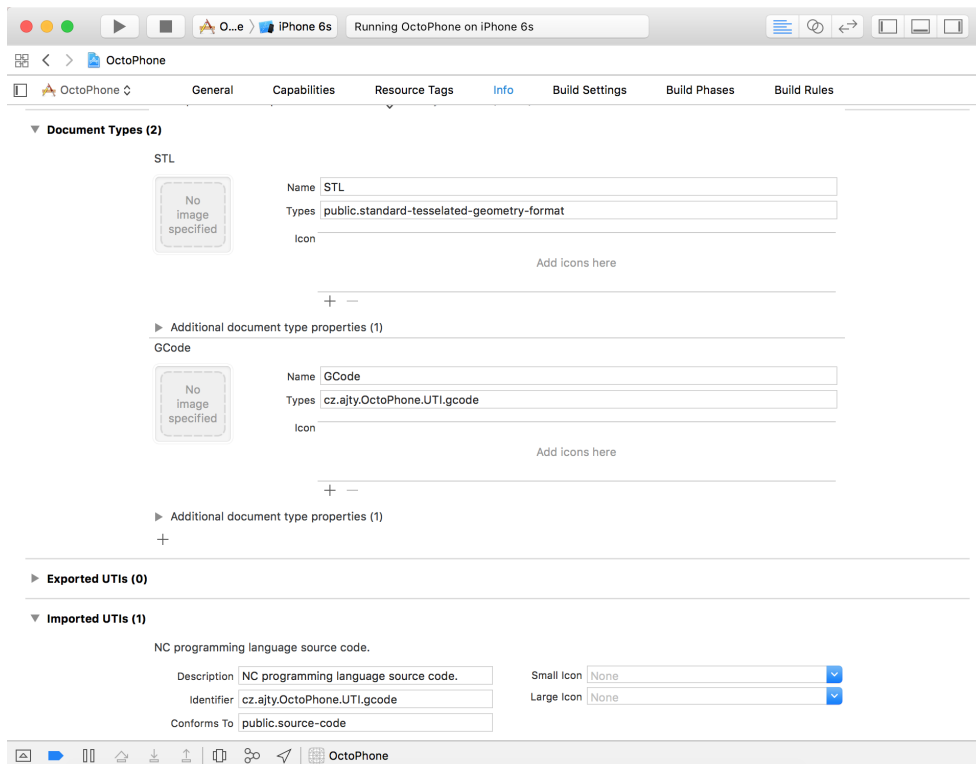 O...e iPhone 6s Running OctoPhone on iPhone 6s
OctoPhone
OctoPhone General Capabilities Resource Tags Info Build Settings Build Phases Build Rules
Document Types (2)
STL
No image specified
Name STL
Types public.standard-tesselated-geometry-format
Icon
Add icons here
Additional document type properties (1)
GCode
No image specified
Name GCode
Types cz.ajty.OctoPhone.UTI.gcode
Icon
Add icons here
Additional document type properties (1)
Exported UTIs (0)
Imported UTIs (1)
NC programming language source code.
Description NC programming language source code. Small Icon None
Identifier cz.ajty.OctoPhone.UTI.gcode Large Icon None
Conforms To public.source-code
OctoPhone